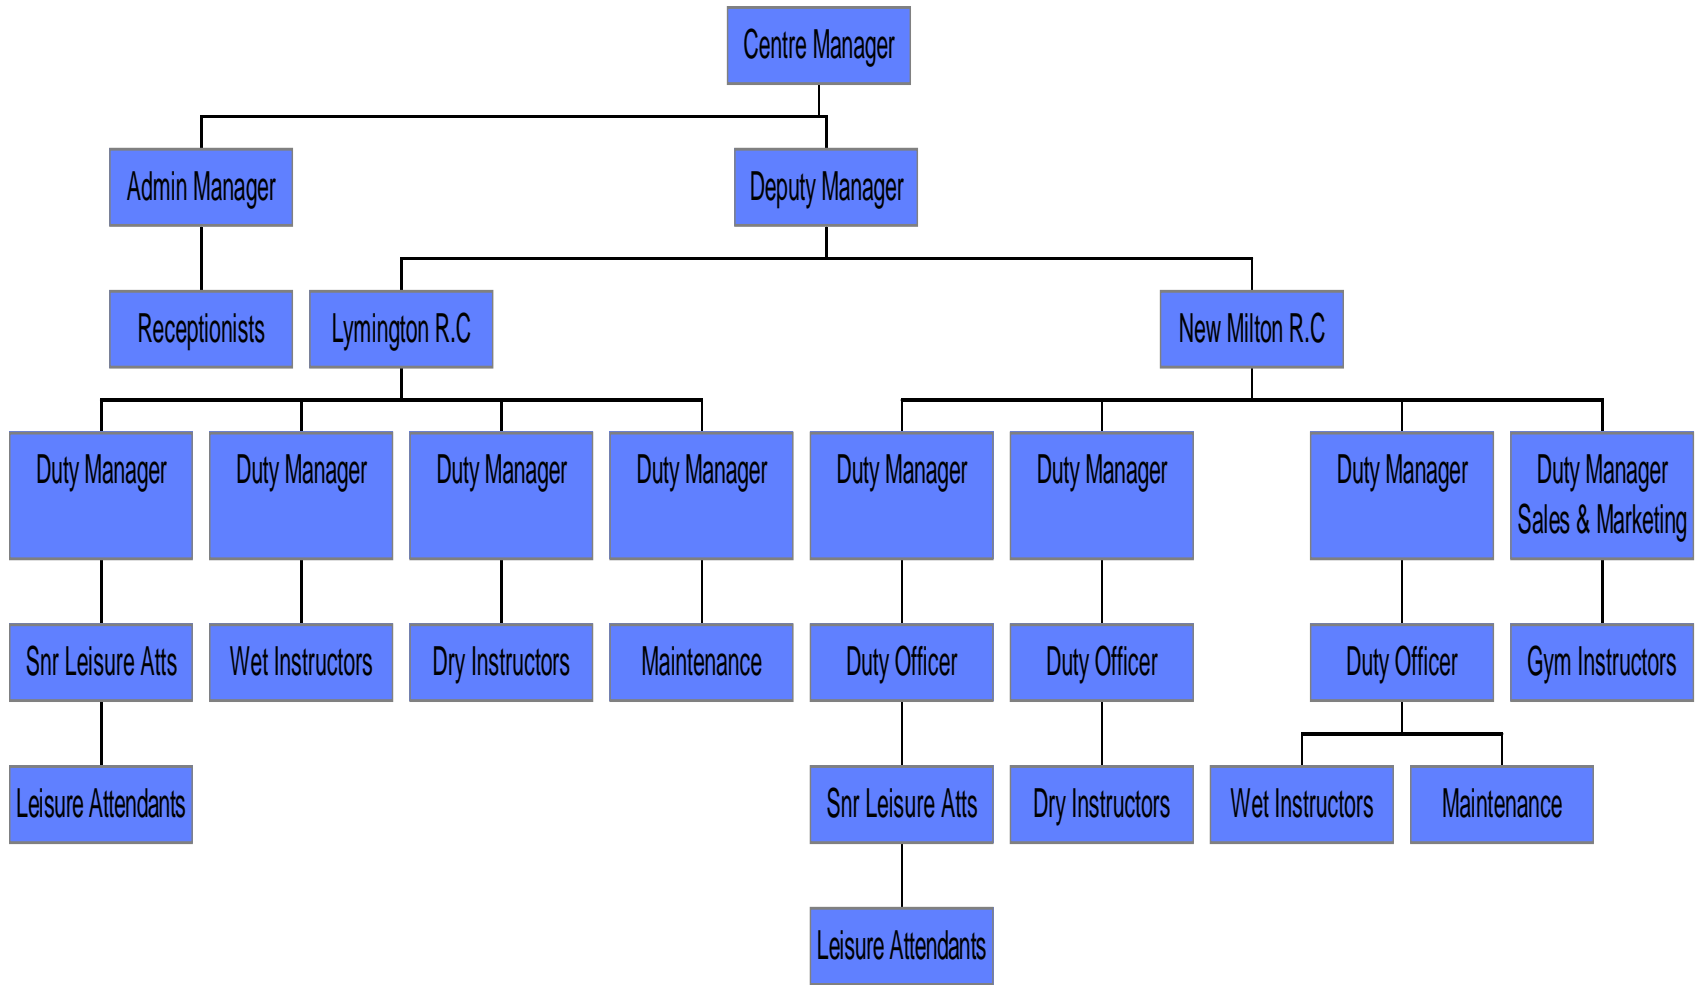 Centre Manager
Admin Manager
Deputy Manager
Receptionists
Lymington R.C
New Milton R.C
Duty Manager
Duty Manager
Duty Manager
Duty Manager
Duty Manager
Duty Manager
Duty Manager
Duty Manager
Sales & Marketing
Snr Leisure Atts
Wet Instructors
Dry Instructors
Maintenance
Duty Officer
Duty Officer
Duty Officer
Gym Instructors
Leisure Attendants
Snr Leisure Atts
Dry Instructors
Wet Instructors
Maintenance
Leisure Attendants